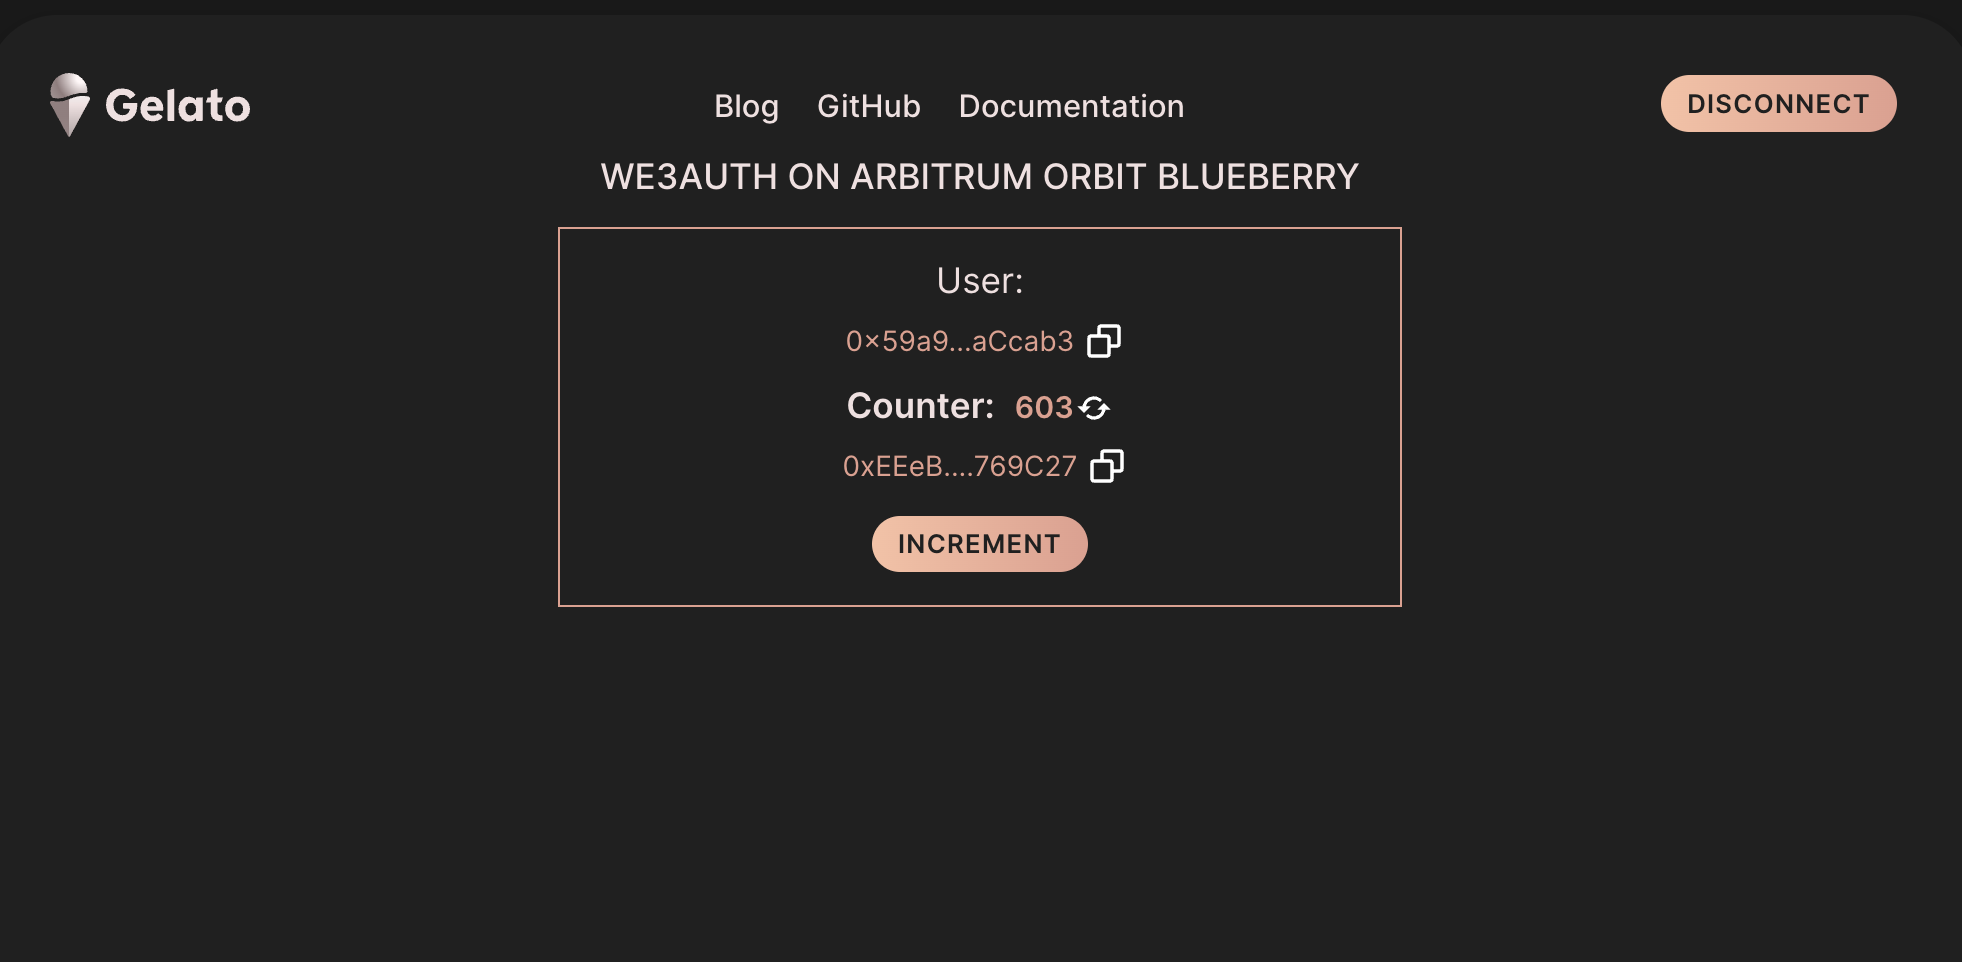 Gelato
Blog GitHub Documentation
DISCONNECT
WE3AUTH ON ARBITRUM ORBIT BLUEBERRY
User:
0×59a9...aCcab3
Counter: 603
0xEEeB....769C27
INCREMENT